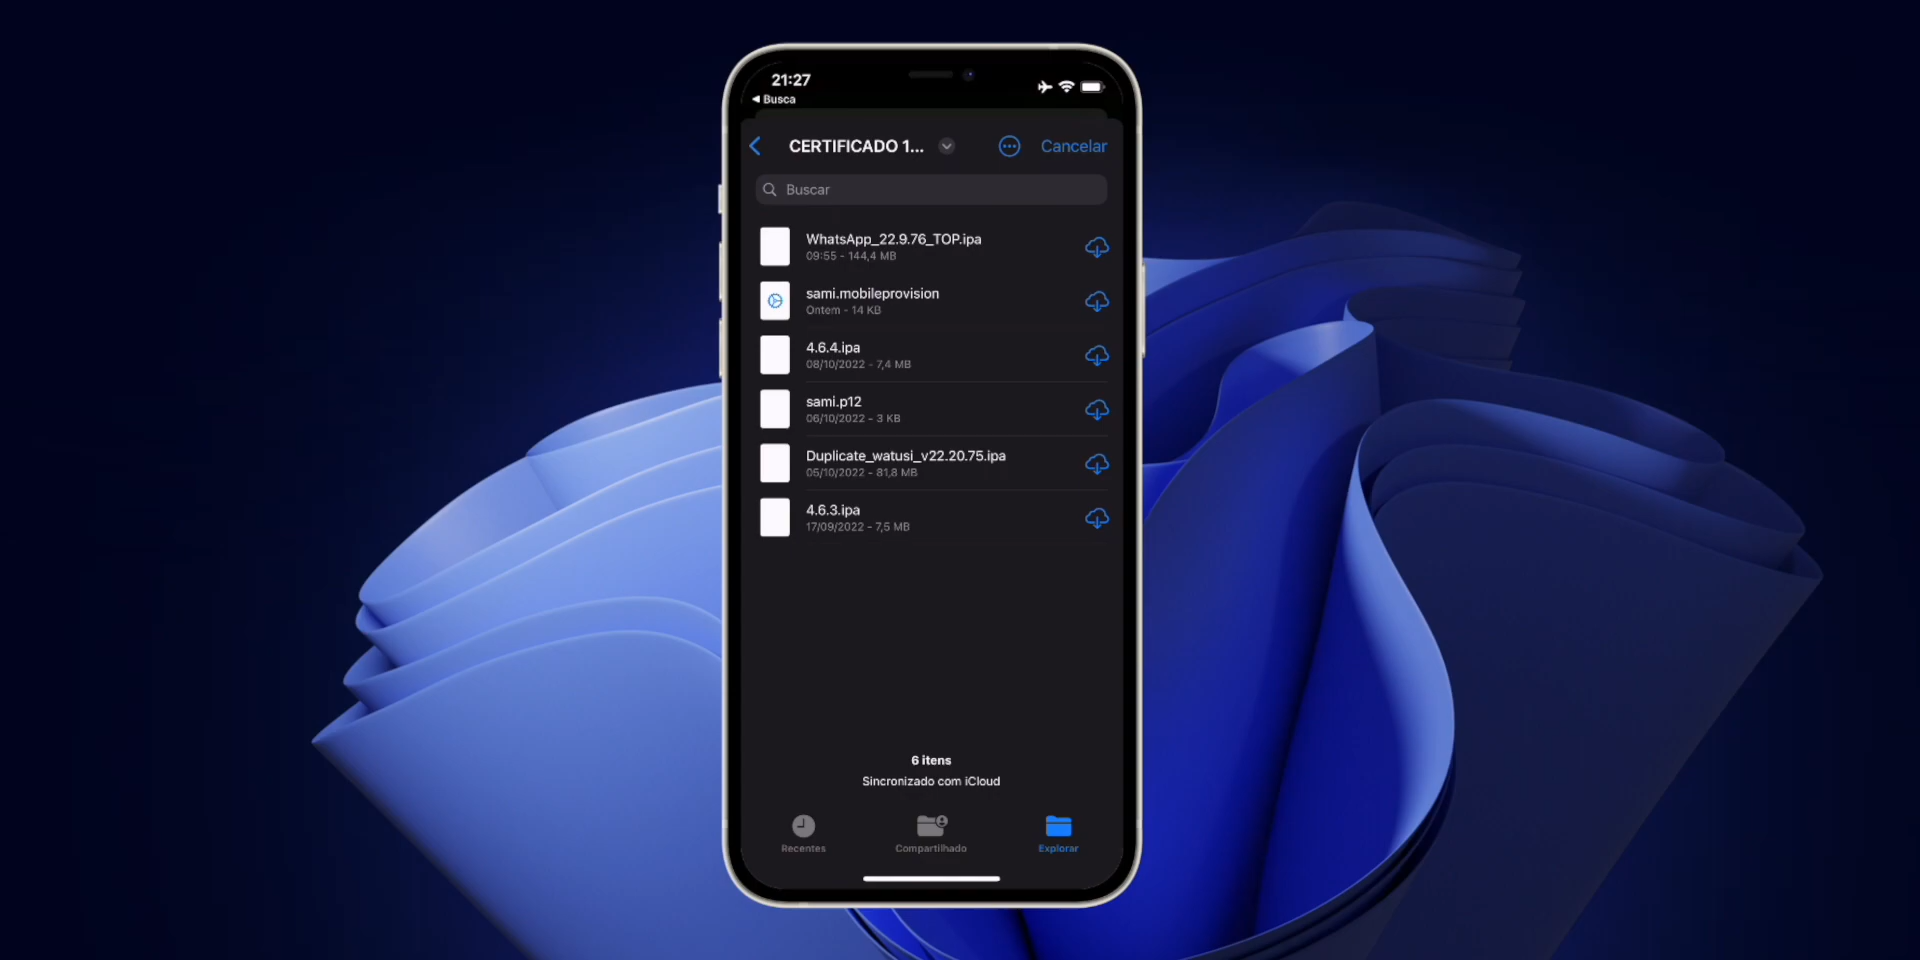 21:27
◀ Busca
CERTIFICADO 1...
Cancelar
Buscar
WhatsApp_22.9.76_TOP.ipa
09:55 - 144,4 MB
sami.mobileprovision
Ontem - 14 KB
4.6.4.ipa
08/10/2022 - 7,4 MB
sami.p12
06/10/2022 - 3 KB
Duplicate_watusi_v22.20.75.ipa
05/10/2022 - 81,8 MB
4.6.3.ipa
17/09/2022 - 7,5 MB
6 itens
Sincronizado com iCloud
Recentes
Compartilhado
Explorar